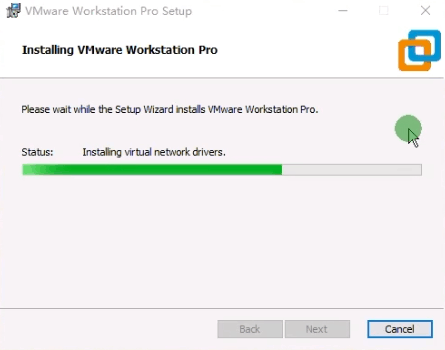 VMware Workstation Pro Setup
Installing VMware Workstation Pro
Please wait while the Setup Wizard installs VMware Workstation Pro.
Status: Installing virtual network drivers.
Back Next Cancel